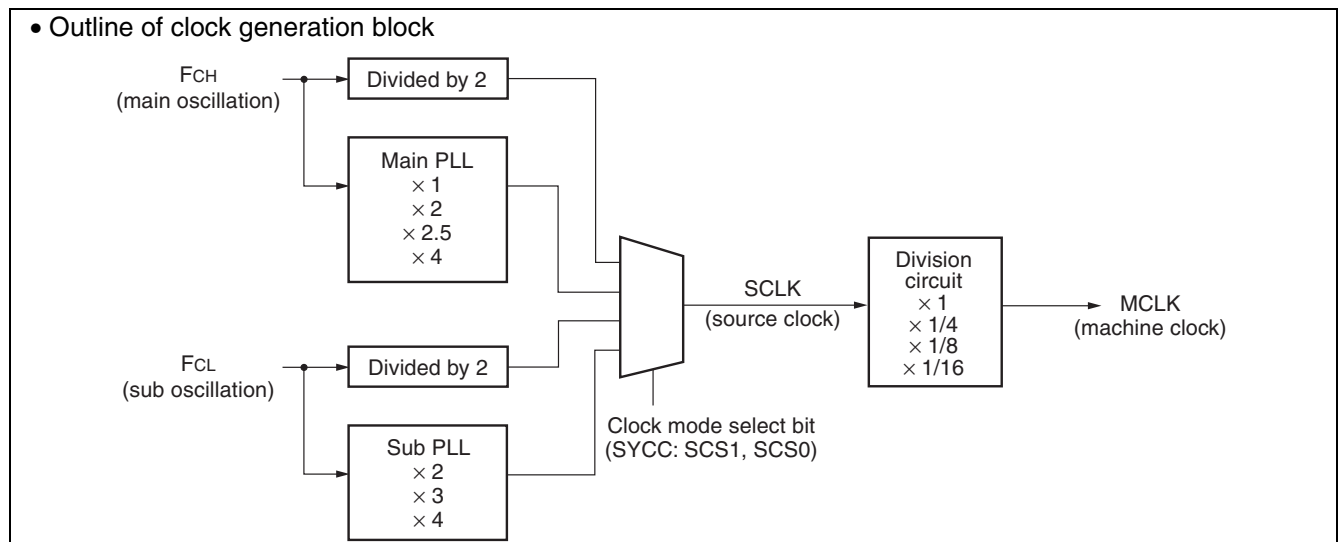 • Outline of clock generation block
FCH
(main oscillation)
Divided by 2
Main PLL
× 1
× 2
× 2.5
× 4
FCL
(sub oscillation)
Divided by 2
Sub PLL
× 2
× 3
× 4
Clock mode select bit
(SYCC: SCS1, SCS0)
SCLK
(source clock)
Division
circuit
× 1
× 1/4
× 1/8
× 1/16
MCLK
(machine clock)